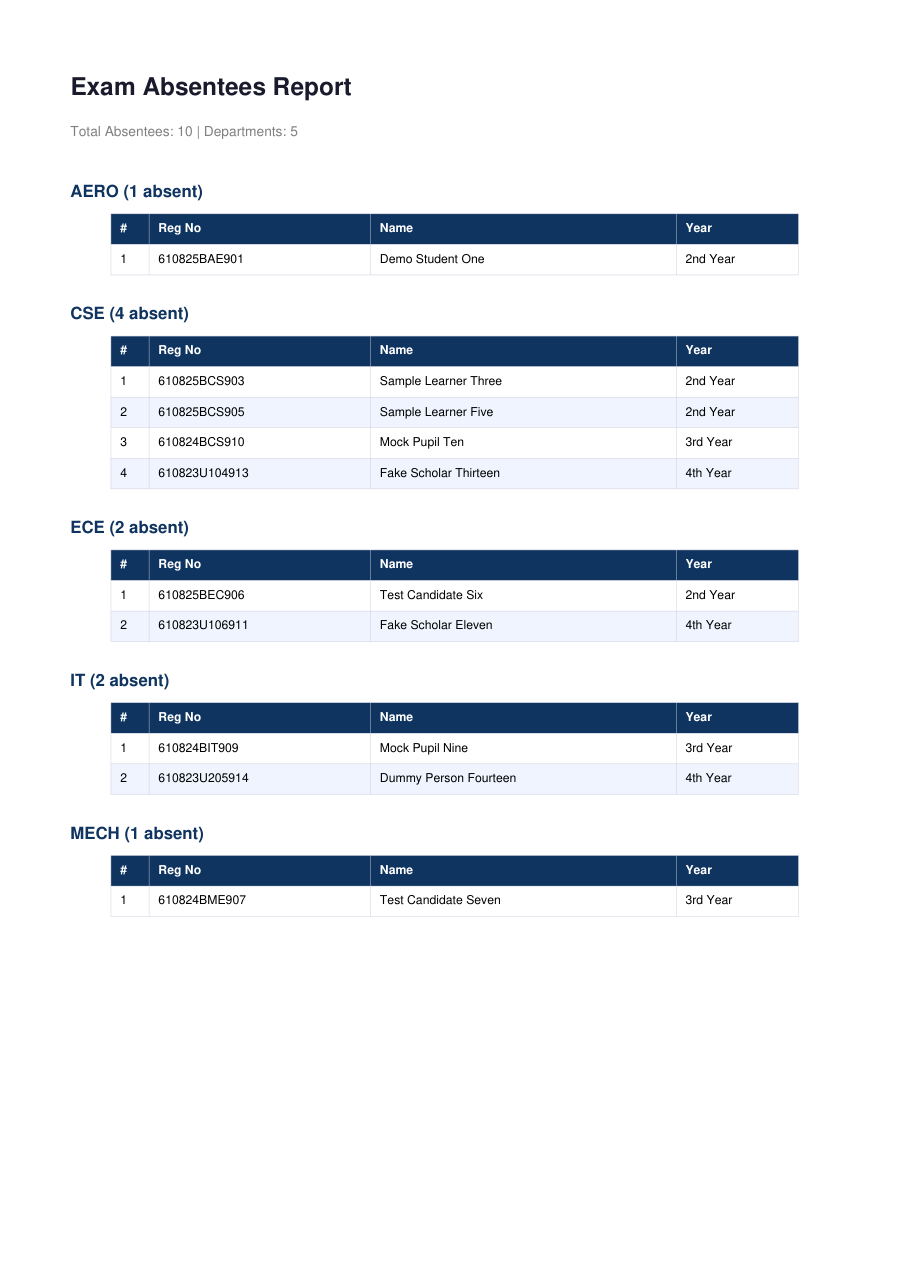 Exam Absentees Report
Total Absentees: 10 | Departments: 5
AERO (1 absent)
# Reg No Name Year
1 610825BAE901 Demo Student One 2nd Year
CSE (4 absent)
# Reg No Name Year
1 610825BCS903 Sample Learner Three 2nd Year
2 610825BCS905 Sample Learner Five 2nd Year
3 610824BCS910 Mock Pupil Ten 3rd Year
4 610823U104913 Fake Scholar Thirteen 4th Year
ECE (2 absent)
# Reg No Name Year
1 610825BEC906 Test Candidate Six 2nd Year
2 610823U106911 Fake Scholar Eleven 4th Year
IT (2 absent)
# Reg No Name Year
1 610824BIT909 Mock Pupil Nine 3rd Year
2 610823U205914 Dummy Person Fourteen 4th Year
MECH (1 absent)
# Reg No Name Year
1 610824BME907 Test Candidate Seven 3rd Year